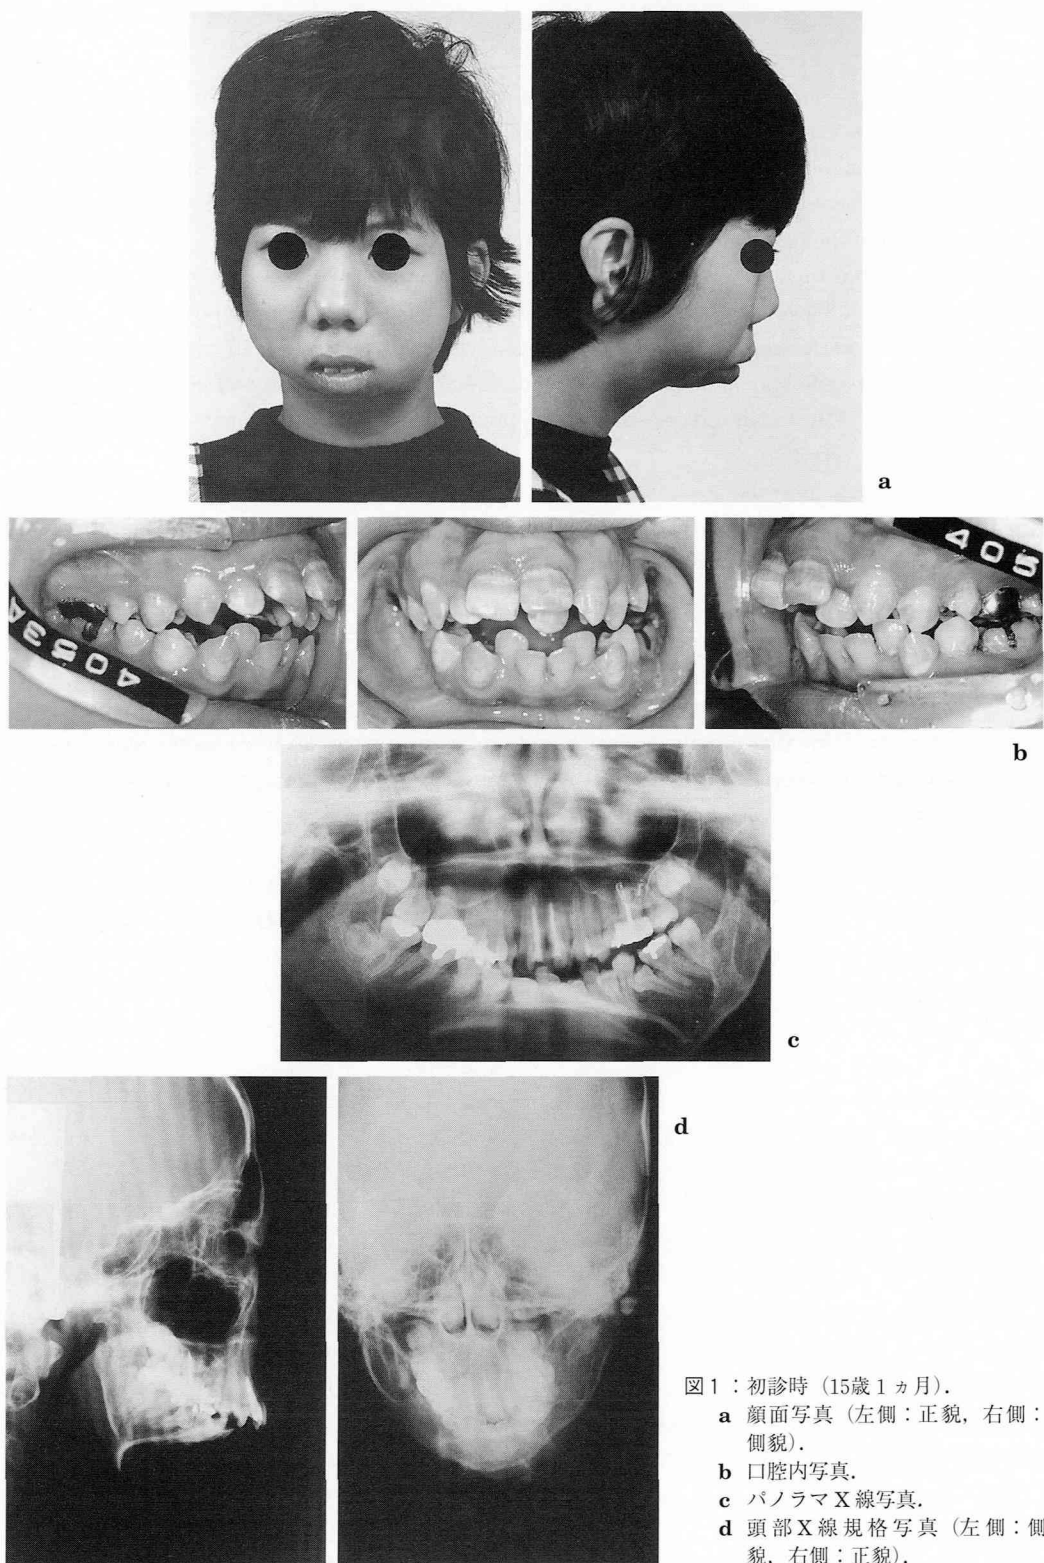 a
4053
405
b
c
d
図1:初診時(15歳1ヵ月).
a 顔面写真(左側:正貌,右側:
側貌).
b 口腔内写真.
c パノラマX線写真.
d 頭部X線規格写真(左側:側
貌,右側:正貌).